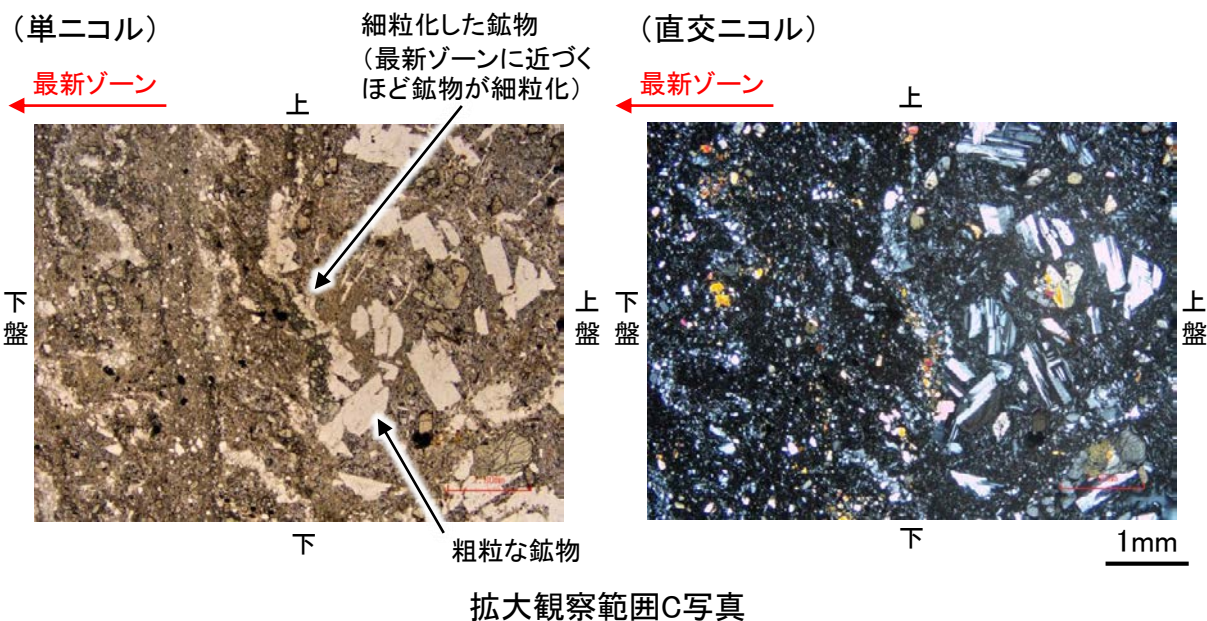 （単ニコル）
最新ゾーン
上
細粒化した鉱物
（最新ゾーンに近づく
ほど鉱物が細粒化）
下盤
上盤
下
粗粒な鉱物
（直交ニコル）
最新ゾーン
上
下盤
上盤
下
1mm
拡大観察範囲C写真